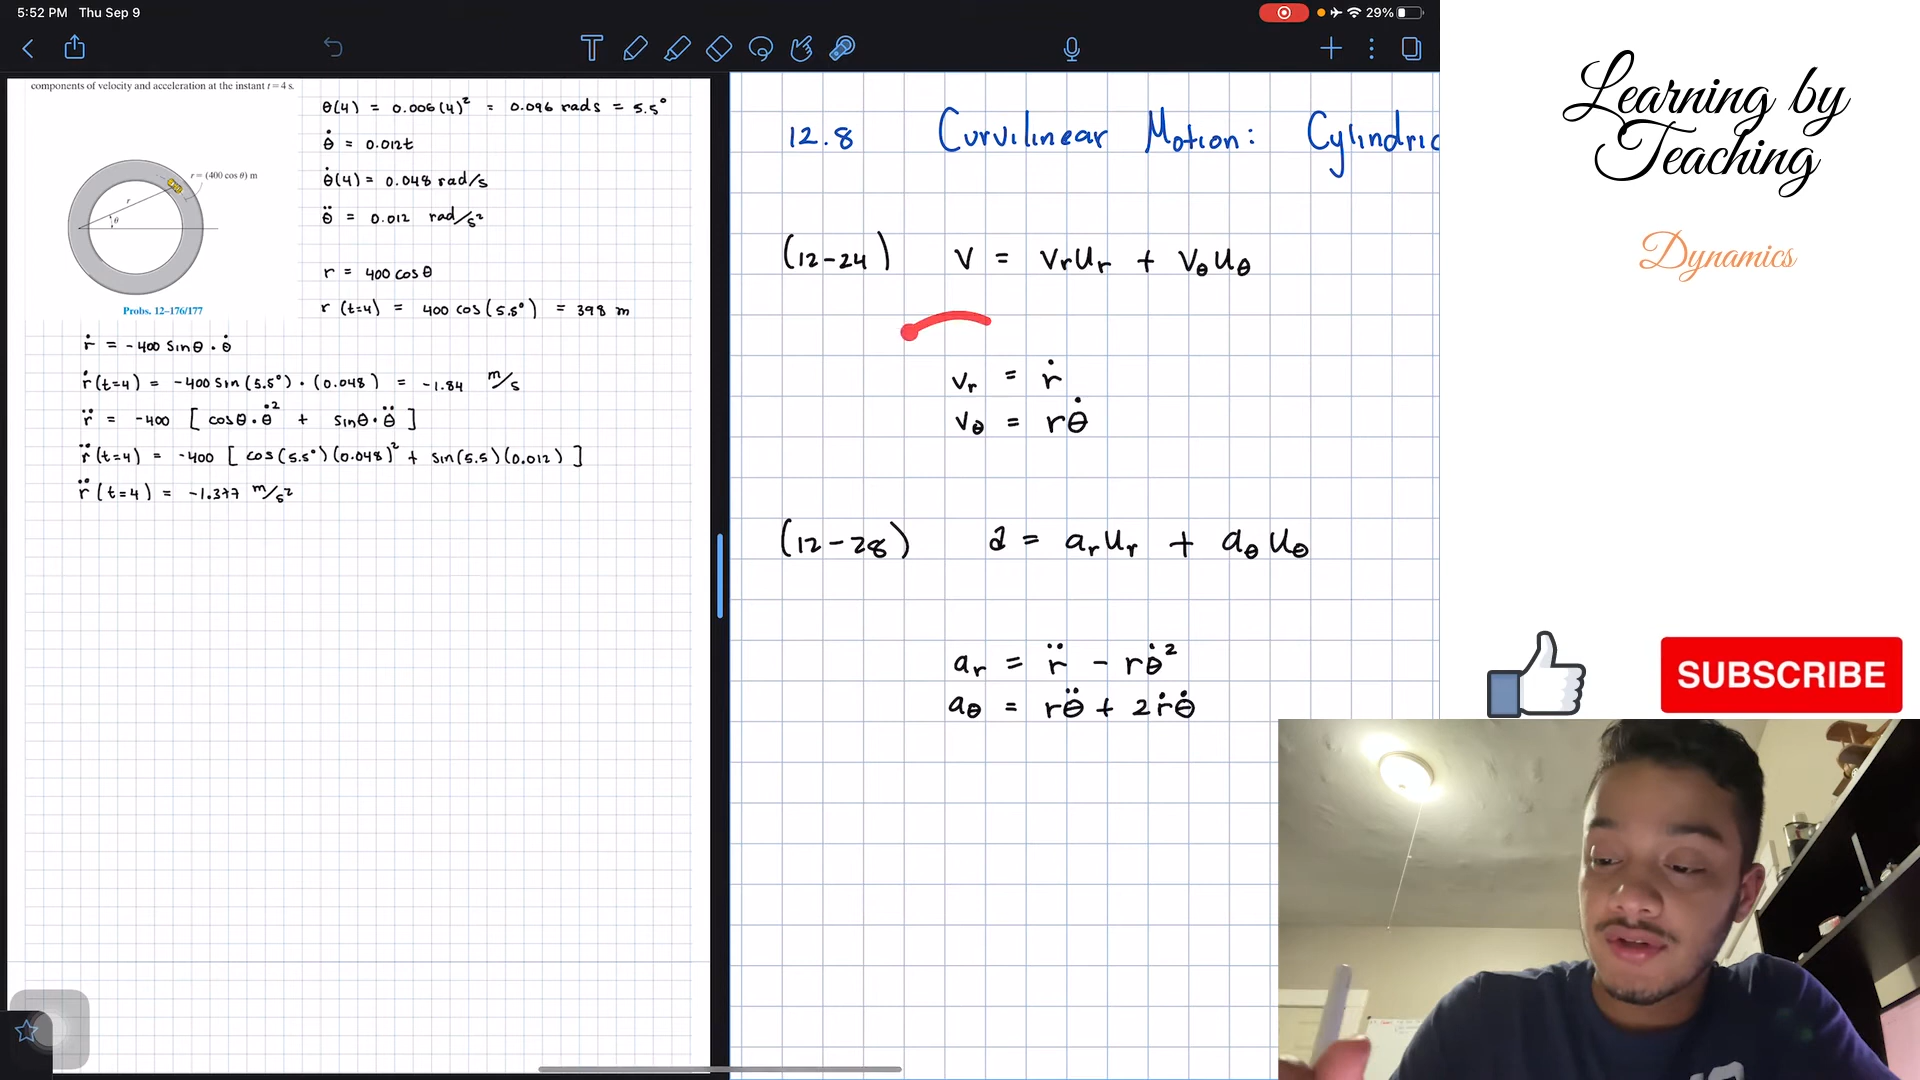 5:52 PM Thu Sep 9
29%
components of velocity and acceleration at the instant t = 4 s.
θ(4) = 0.006(4)² = 0.096 rads = 5.5°
θ̇ = 0.012t
θ̇(4) = 0.048 rad/s
θ̈ = 0.012 rad/s²
r = (400 cos θ) m
r
θ
Probs. 12–176/177
r = 400 cos θ
r (t=4) = 400 cos(5.5°) = 398 m
ṙ = -400 sin θ · θ̇
ṙ(t=4) = -400 sin(5.5°) · (0.048) = -1.84 m/s
r̈ = -400 [ cos θ · θ̇² + sin θ · θ̈ ]
r̈(t=4) = -400 [ cos(5.5°)(0.048)² + sin(5.5)(0.012) ]
r̈(t=4) = -1.377 m/s²
12.8 Curvilinear Motion: Cylindric
(12-24) v = vᵣuᵣ + v_θu_θ
vᵣ = ṙ
v_θ = rθ̇
(12-28) a = aᵣuᵣ + a_θu_θ
aᵣ = r̈ - rθ̇²
a_θ = rθ̈ + 2ṙθ̇
Learning by
Teaching
Dynamics
SUBSCRIBE